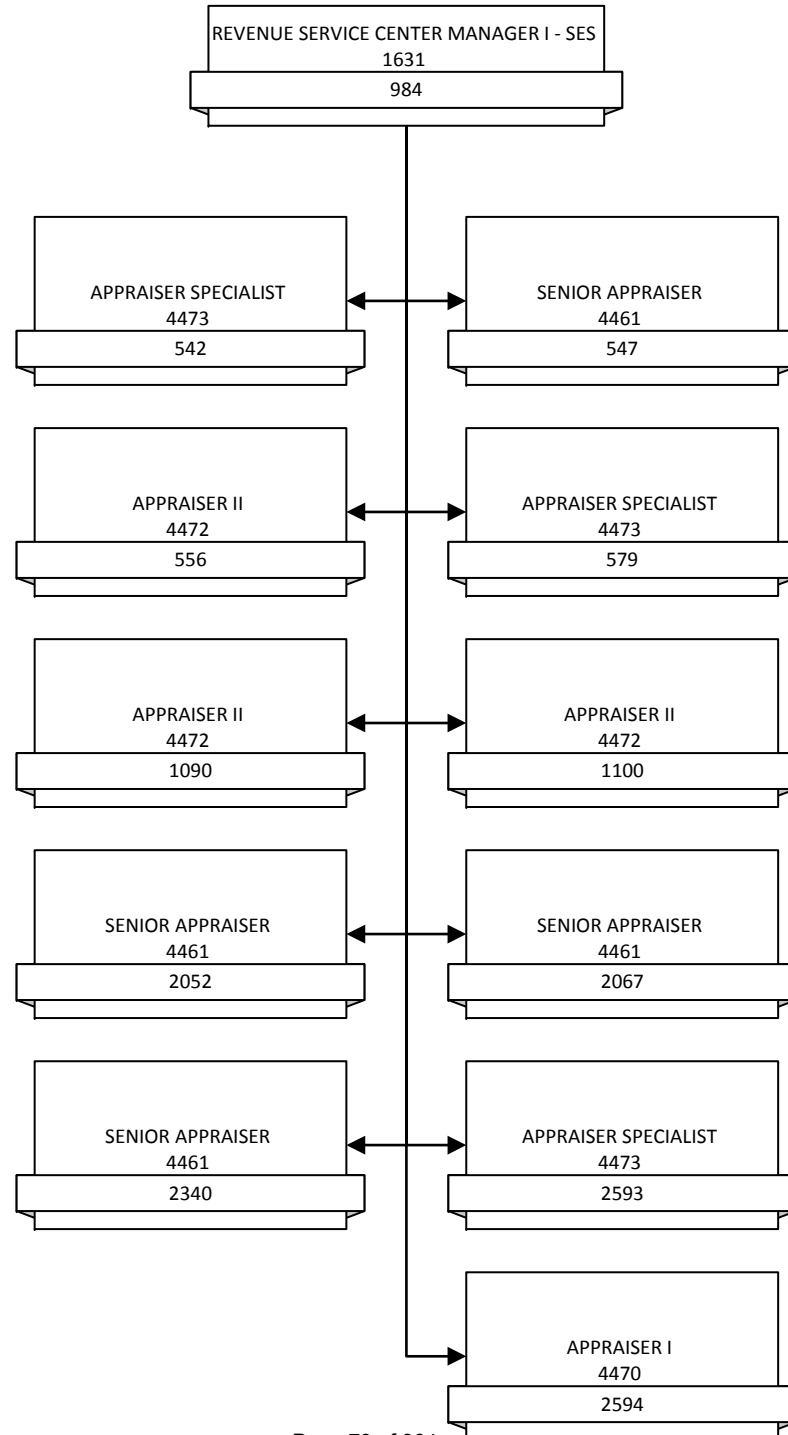 REVENUE SERVICE CENTER MANAGER I - SES
1631
984
APPRAISER SPECIALIST
4473
542
SENIOR APPRAISER
4461
547
APPRAISER II
4472
556
APPRAISER SPECIALIST
4473
579
APPRAISER II
4472
1090
APPRAISER II
4472
1100
SENIOR APPRAISER
4461
2052
SENIOR APPRAISER
4461
2067
SENIOR APPRAISER
4461
2340
APPRAISER SPECIALIST
4473
2593
APPRAISER I
4470
2594